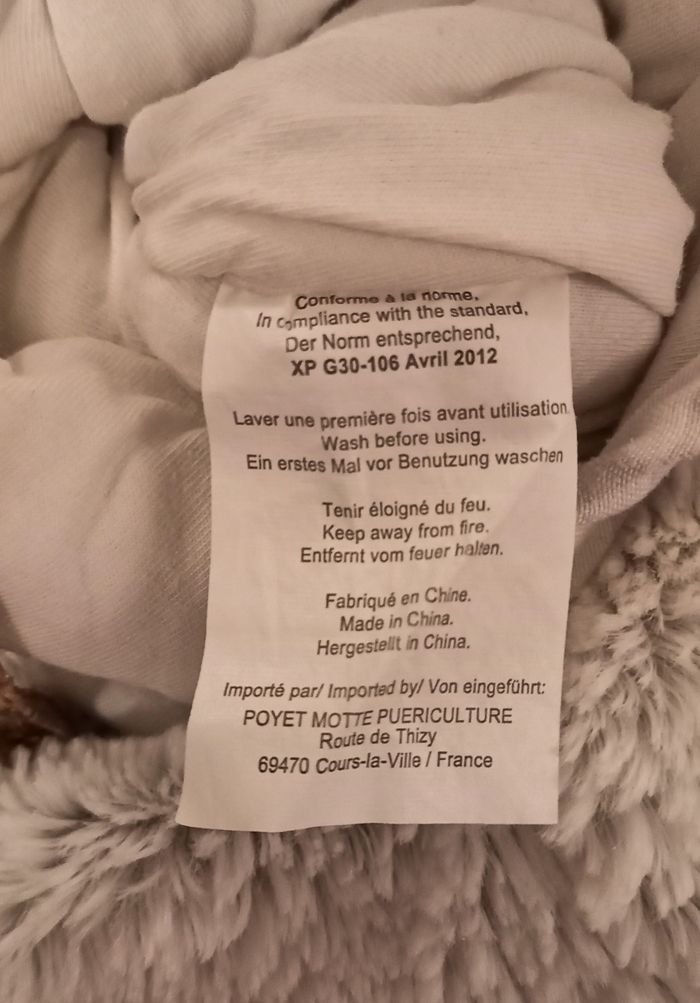 Conforme à la norme,
In compliance with the standard,
Der Norm entsprechend,
XP G30-106 Avril 2012
Laver une première fois avant utilisation.
Wash before using.
Ein erstes Mal vor Benutzung waschen
Tenir éloigné du feu.
Keep away from fire.
Entfernt vom feuer halten.
Fabriqué en Chine.
Made in China.
Hergestellt in China.
Importé par/ Imported by/ Von eingeführt:
POYET MOTTE PUERICULTURE
Route de Thizy
69470 Cours-la-Ville / France